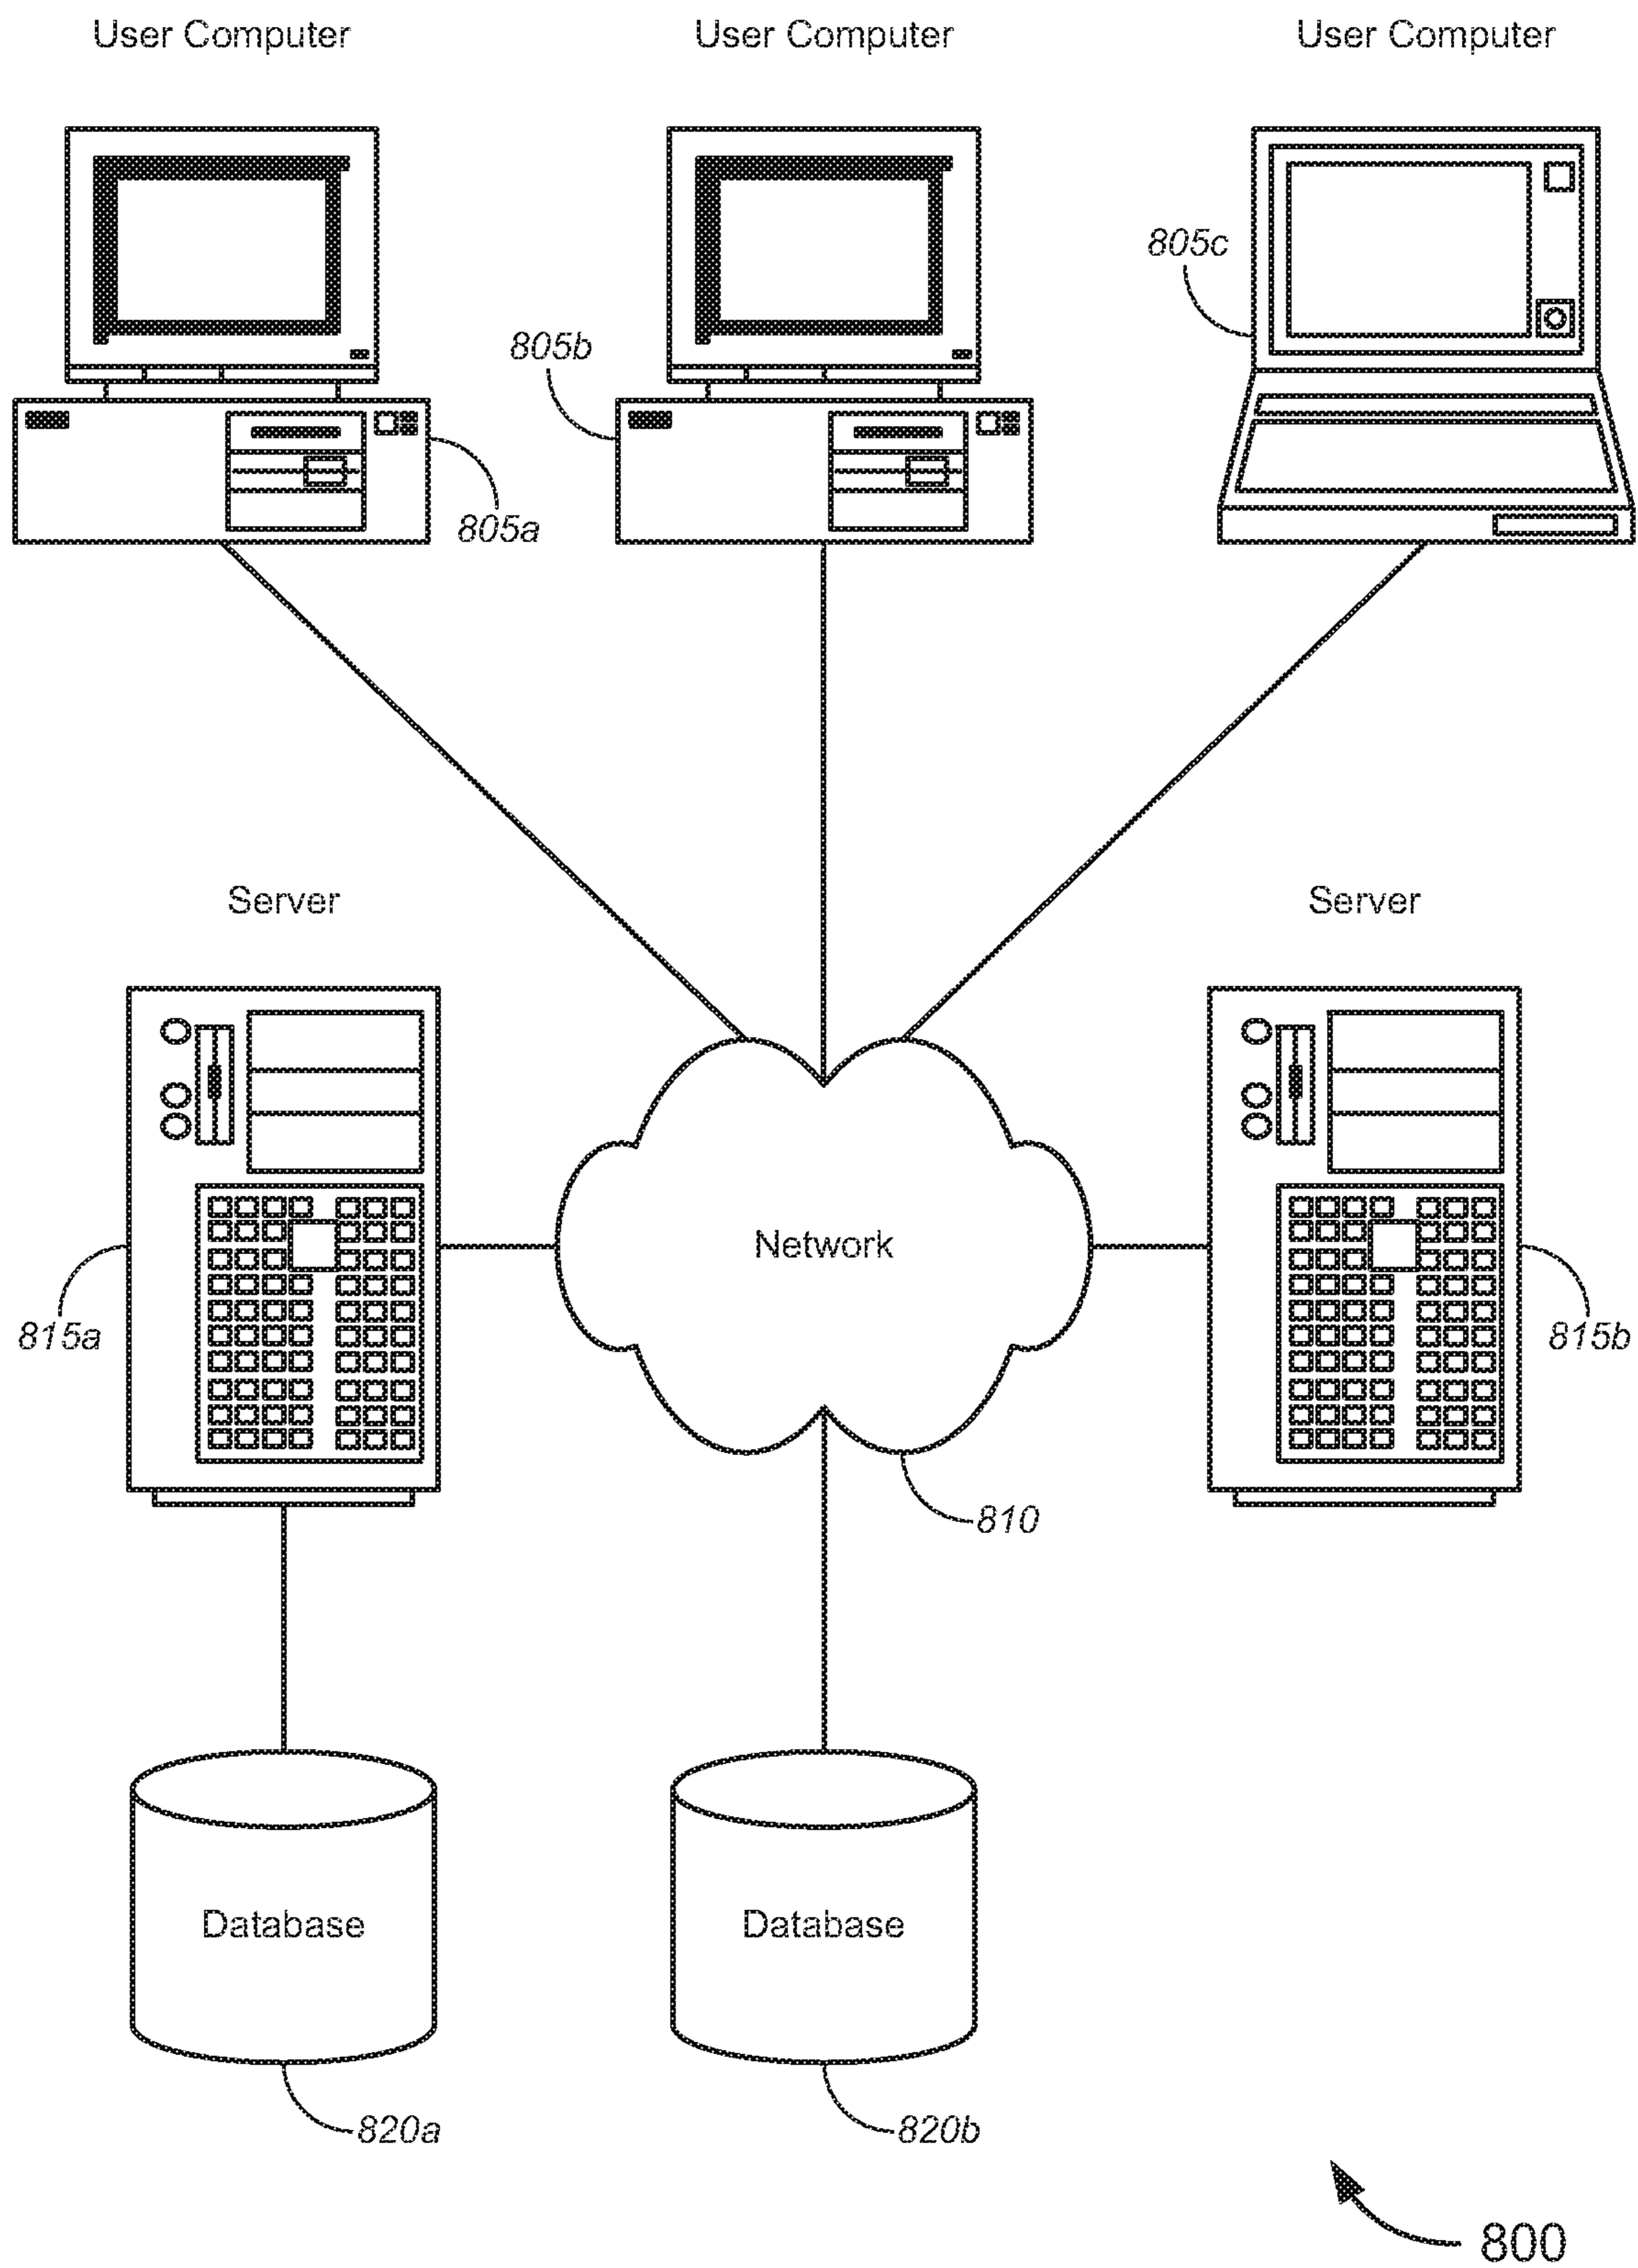 User Computer
User Computer
User Computer
805c
805b
805a
Server
Server
Network
815a
815b
810
Database
Database
820a
820b
800